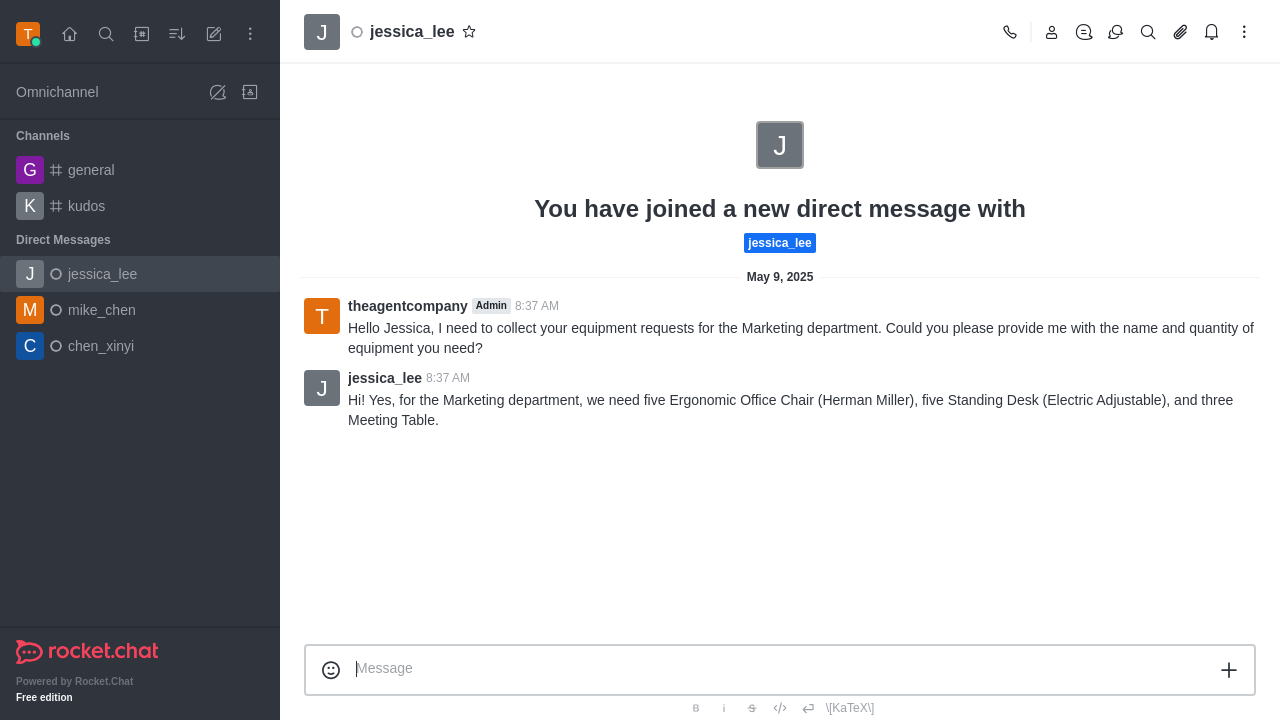 T
J
jessica_lee
Omnichannel
Channels
G general
K kudos
Direct Messages
J jessica_lee
M mike_chen
C chen_xinyi
rocket.chat
Powered by Rocket.Chat
Free edition
J
You have joined a new direct message with
jessica_lee
May 9, 2025
T
theagentcompany Admin 8:37 AM
Hello Jessica, I need to collect your equipment requests for the Marketing department. Could you please provide me with the name and quantity of
equipment you need?
J
jessica_lee 8:37 AM
Hi! Yes, for the Marketing department, we need five Ergonomic Office Chair (Herman Miller), five Standing Desk (Electric Adjustable), and three
Meeting Table.
Message
B i S </> \[KaTeX\]